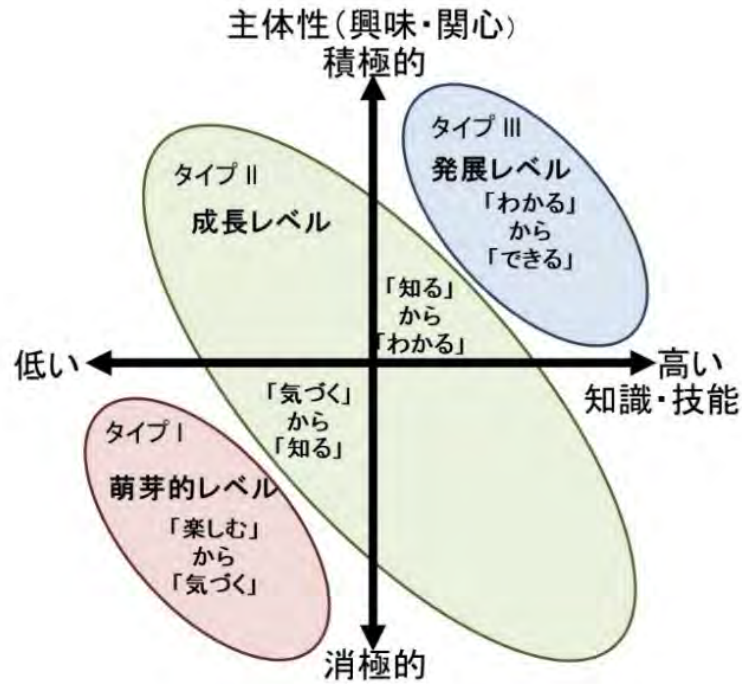 主体性（興味・関心）
積極的
タイプ III
発展レベル
「わかる」
から
「できる」
タイプ II
成長レベル
「知る」
から
「わかる」
低い
高い
知識・技能
「気づく」
から
「知る」
タイプ I
萌芽的レベル
「楽しむ」
から
「気づく」
消極的